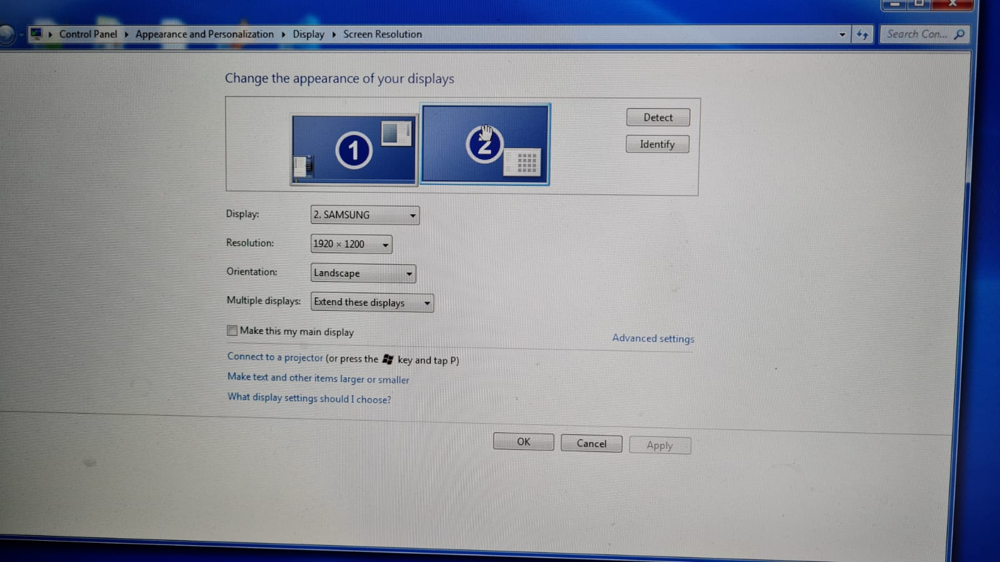 Control Panel ▸ Appearance and Personalization ▸ Display ▸ Screen Resolution
Search Con...
Change the appearance of your displays
1
2
Detect
Identify
Display: 2. SAMSUNG
Resolution: 1920 × 1200
Orientation: Landscape
Multiple displays: Extend these displays
Make this my main display
Advanced settings
Connect to a projector (or press the key and tap P)
Make text and other items larger or smaller
What display settings should I choose?
OK
Cancel
Apply